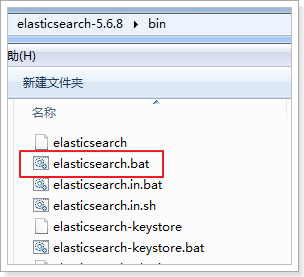 elasticsearch-5.6.8 bin
助(H)
新建文件夹
名称
elasticsearch
elasticsearch.bat
elasticsearch.in.bat
elasticsearch.in.sh
elasticsearch-keystore
elasticsearch-keystore.bat